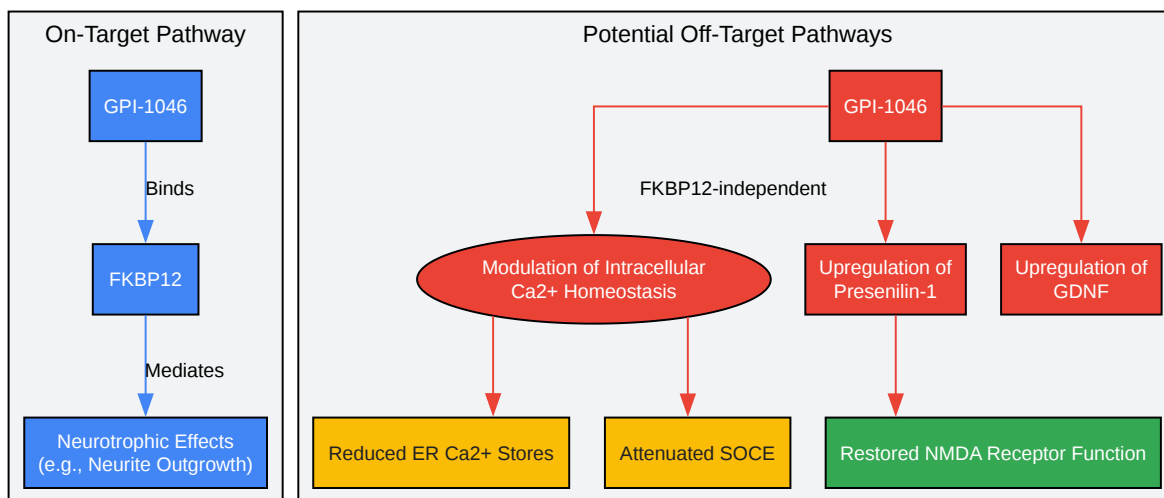 On-Target Pathway
GPI-1046
Binds
FKBP12
Mediates
Neurotrophic Effects
(e.g., Neurite Outgrowth)
Potential Off-Target Pathways
GPI-1046
FKBP12-independent
Modulation of Intracellular
Ca2+ Homeostasis
Upregulation of
Presenilin-1
Upregulation of
GDNF
Reduced ER Ca2+ Stores
Attenuated SOCE
Restored NMDA Receptor Function